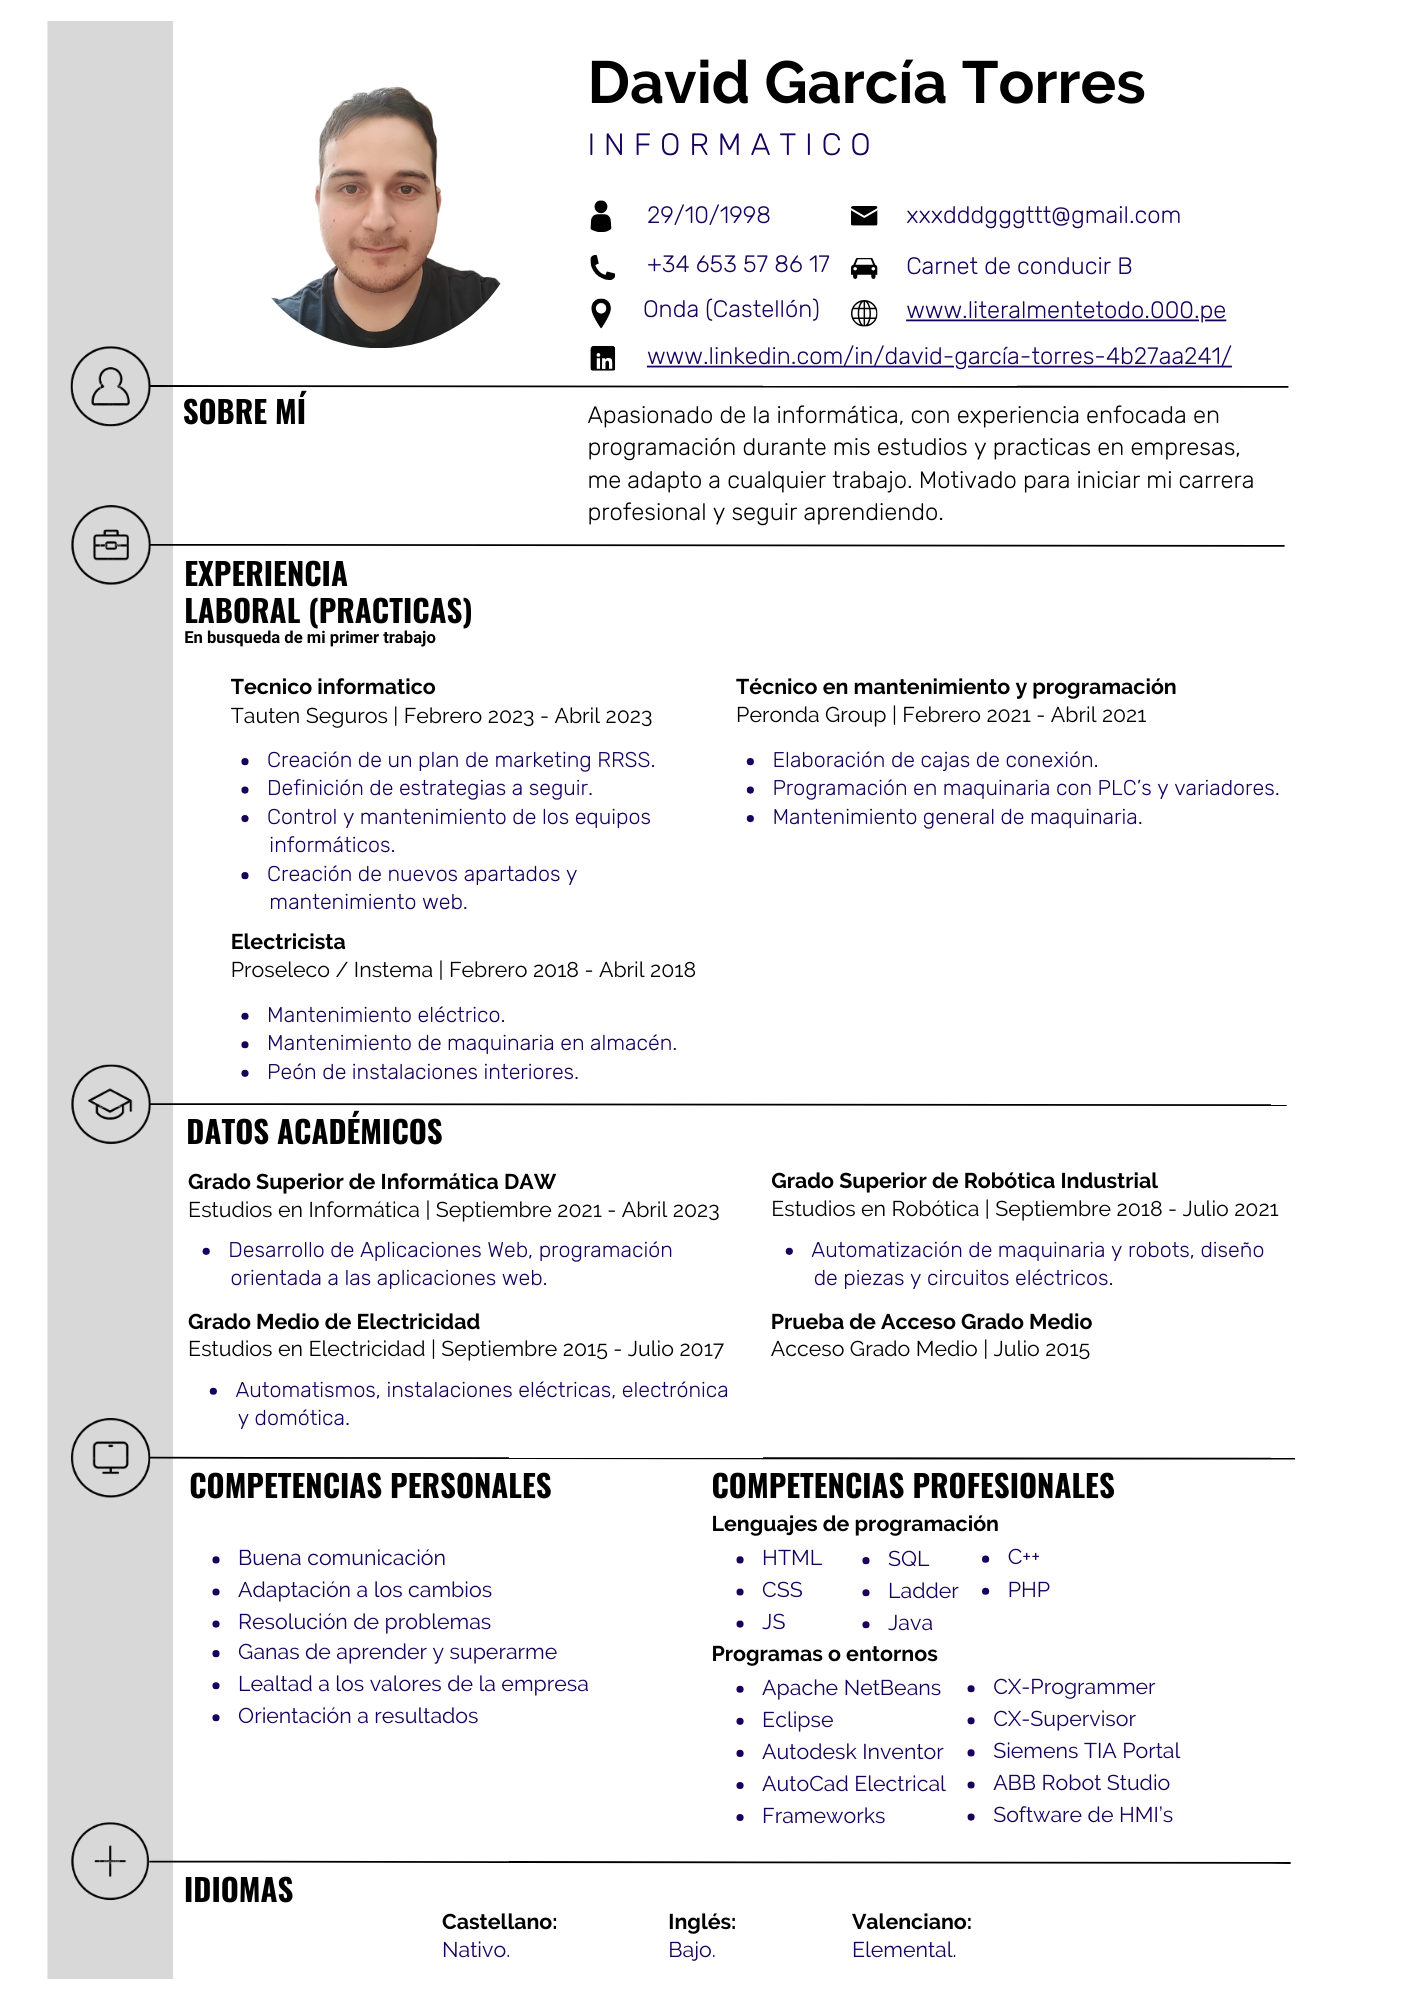 David García Torres
INFORMATICO
29/10/1998
xxxdddgggttt@gmail.com
+34 653 57 86 17
Carnet de conducir B
Onda (Castellón)
www.literalmentetodo.000.pe
www.linkedin.com/in/david-garcía-torres-4b27aa241/
SOBRE MÍ
Apasionado de la informática, con experiencia enfocada en
programación durante mis estudios y practicas en empresas,
me adapto a cualquier trabajo. Motivado para iniciar mi carrera
profesional y seguir aprendiendo.
EXPERIENCIA
LABORAL (PRACTICAS)
En busqueda de mi primer trabajo
Tecnico informatico
Tauten Seguros | Febrero 2023 - Abril 2023
• Creación de un plan de marketing RRSS.
• Definición de estrategias a seguir.
• Control y mantenimiento de los equipos
informáticos.
• Creación de nuevos apartados y
mantenimiento web.
Técnico en mantenimiento y programación
Peronda Group | Febrero 2021 - Abril 2021
• Elaboración de cajas de conexión.
• Programación en maquinaria con PLC’s y variadores.
• Mantenimiento general de maquinaria.
Electricista
Proseleco / Instema | Febrero 2018 - Abril 2018
• Mantenimiento eléctrico.
• Mantenimiento de maquinaria en almacén.
• Peón de instalaciones interiores.
DATOS ACADÉMICOS
Grado Superior de Informática DAW
Estudios en Informática | Septiembre 2021 - Abril 2023
• Desarrollo de Aplicaciones Web, programación
orientada a las aplicaciones web.
Grado Superior de Robótica Industrial
Estudios en Robótica | Septiembre 2018 - Julio 2021
• Automatización de maquinaria y robots, diseño
de piezas y circuitos eléctricos.
Grado Medio de Electricidad
Estudios en Electricidad | Septiembre 2015 - Julio 2017
• Automatismos, instalaciones eléctricas, electrónica
y domótica.
Prueba de Acceso Grado Medio
Acceso Grado Medio | Julio 2015
COMPETENCIAS PERSONALES
• Buena comunicación
• Adaptación a los cambios
• Resolución de problemas
• Ganas de aprender y superarme
• Lealtad a los valores de la empresa
• Orientación a resultados
COMPETENCIAS PROFESIONALES
Lenguajes de programación
• HTML
• CSS
• JS
• SQL
• Ladder
• Java
• C++
• PHP
Programas o entornos
• Apache NetBeans
• Eclipse
• Autodesk Inventor
• AutoCad Electrical
• Frameworks
• CX-Programmer
• CX-Supervisor
• Siemens TIA Portal
• ABB Robot Studio
• Software de HMI’s
IDIOMAS
Castellano:
Nativo.
Inglés:
Bajo.
Valenciano:
Elemental.